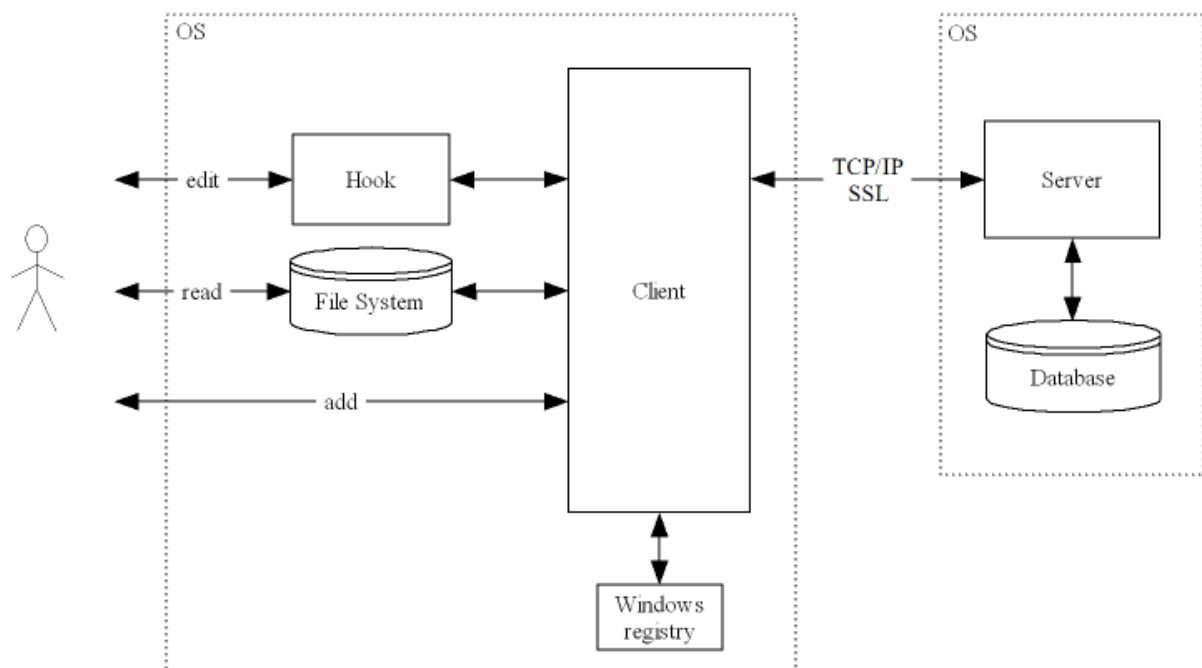 OS
OS
edit
Hook
TCP/IP
SSL
Server
read
File System
Client
Database
add
Windows
registry